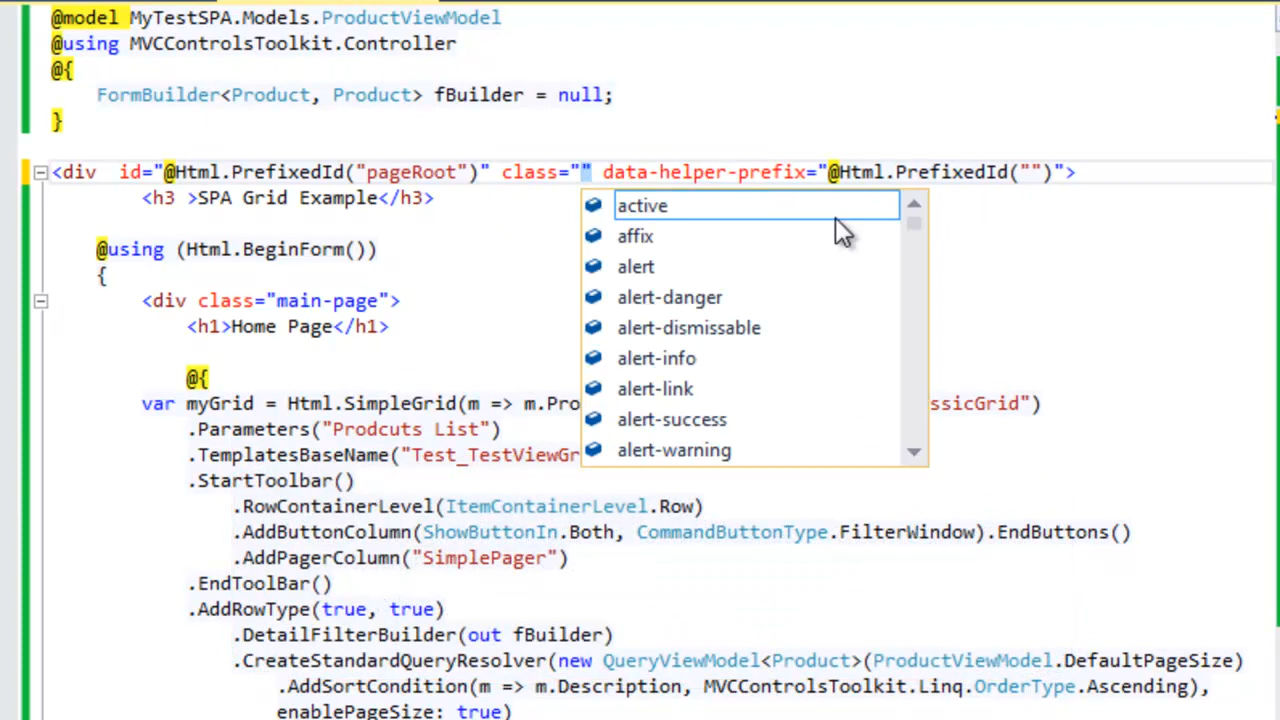 @model MyTestSPA.Models.ProductViewModel
@using MVCControlsToolkit.Controller
@{
FormBuilder<Product, Product> fBuilder = null;
}
<div  id="@Html.PrefixedId("pageRoot")" class="" data-helper-prefix="@Html.PrefixedId("")">
<h3 >SPA Grid Example</h3>
@using (Html.BeginForm())
{
<div class="main-page">
<h1>Home Page</h1>
@{
var myGrid = Html.SimpleGrid(m => m.Pro
ssicGrid")
.Parameters("Prodcuts List")
.TemplatesBaseName("Test_TestViewGr
.StartToolbar()
.RowContainerLevel(ItemContainerLevel.Row)
.AddButtonColumn(ShowButtonIn.Both, CommandButtonType.FilterWindow).EndButtons()
.AddPagerColumn("SimplePager")
.EndToolBar()
.AddRowType(true, true)
.DetailFilterBuilder(out fBuilder)
.CreateStandardQueryResolver(new QueryViewModel<Product>(ProductViewModel.DefaultPageSize)
.AddSortCondition(m => m.Description, MVCControlsToolkit.Linq.OrderType.Ascending),
enablePageSize: true)
active
affix
alert
alert-danger
alert-dismissable
alert-info
alert-link
alert-success
alert-warning